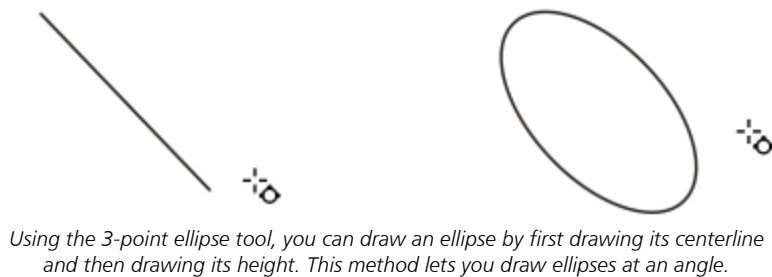 Using the 3-point ellipse tool, you can draw an ellipse by first drawing its centerline
and then drawing its height. This method lets you draw ellipses at an angle.